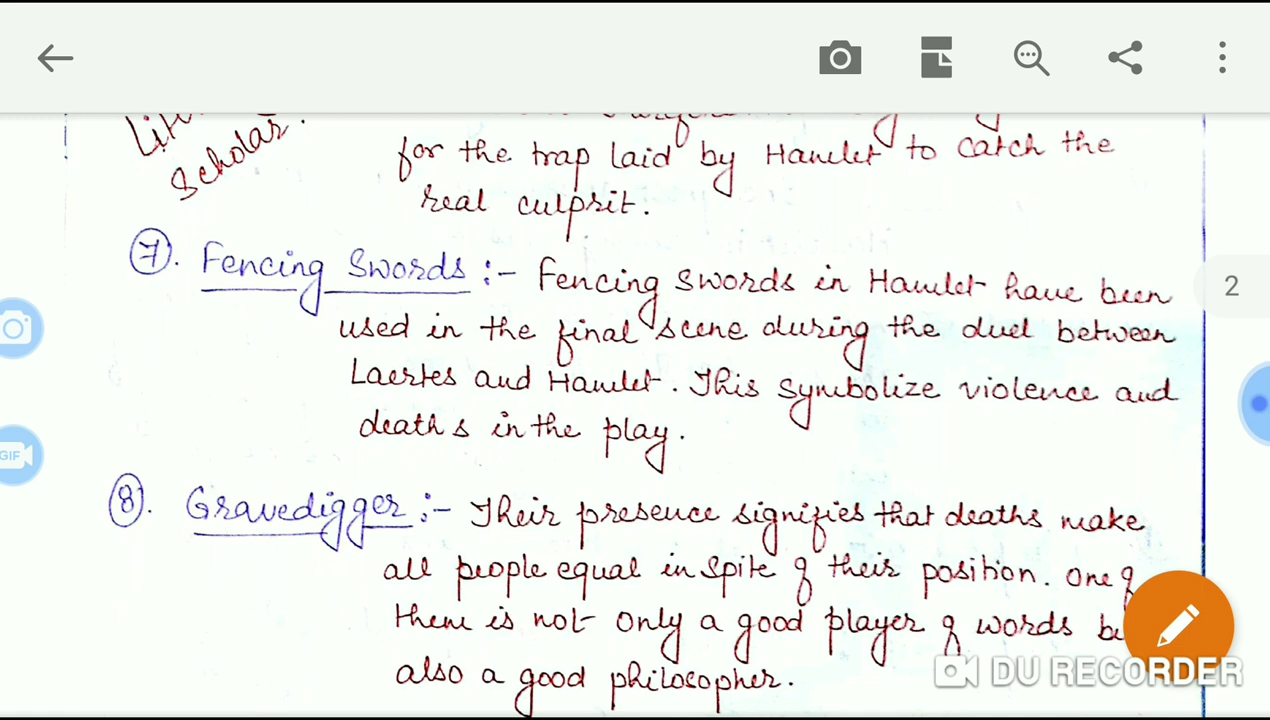 Scholar.
for the trap laid by Hamlet to catch the
real culprit.
2
7. Fencing Swords :- Fencing swords in Hamlet have been
used in the final scene during the duel between
Laertes and Hamlet. This symbolize violence and
deaths in the play.
GIF
8. Gravedigger :- Their presence signifies that deaths make
all people equal in spite of their position. One of
them is not only a good player of words
also a good philosopher.
DU RECORDER